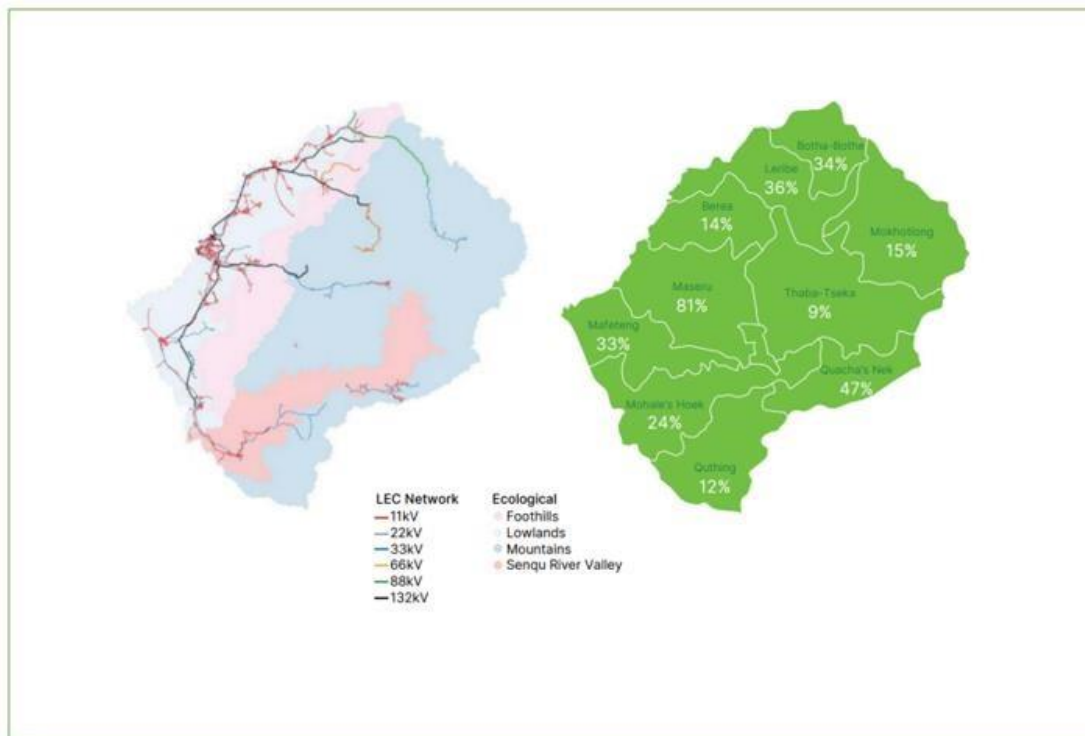 Botha-Bothe
34%
Leribe
36%
Berea
14%
Mokhotlong
15%
Maseru
81%
Thaba-Tseka
9%
Mafeteng
33%
Quacha's Nek
47%
Mohale's Hoek
24%
Quthing
12%
LEC Network
11kV
22kV
33kV
66kV
88kV
132kV
Ecological
Foothills
Lowlands
Mountains
Senqu River Valley